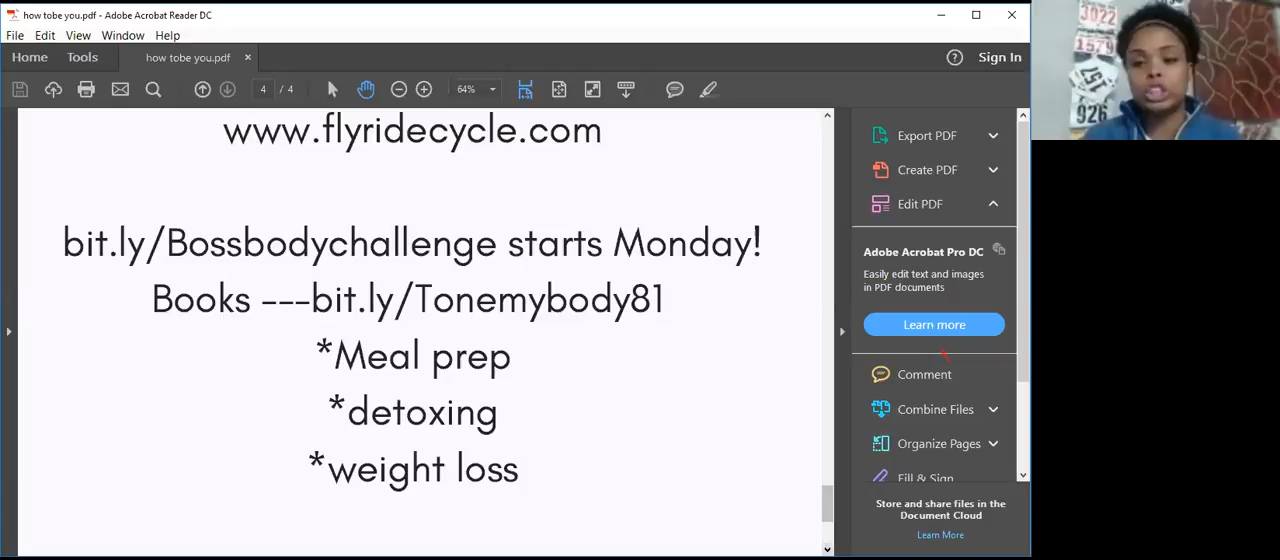 how tobe you.pdf - Adobe Acrobat Reader DC
File Edit View Window Help
Home Tools how tobe you.pdf × Sign In
4 / 4 64%
www.flyridecycle.com
bit.ly/Bossbodychallenge starts Monday!
Books ---bit.ly/Tonemybody81
*Meal prep
*detoxing
*weight loss
Export PDF
Create PDF
Edit PDF
Adobe Acrobat Pro DC
Easily edit text and images
in PDF documents
Learn more
Comment
Combine Files
Organize Pages
Fill & Sign
Store and share files in the
Document Cloud
Learn More
3022
1579
926